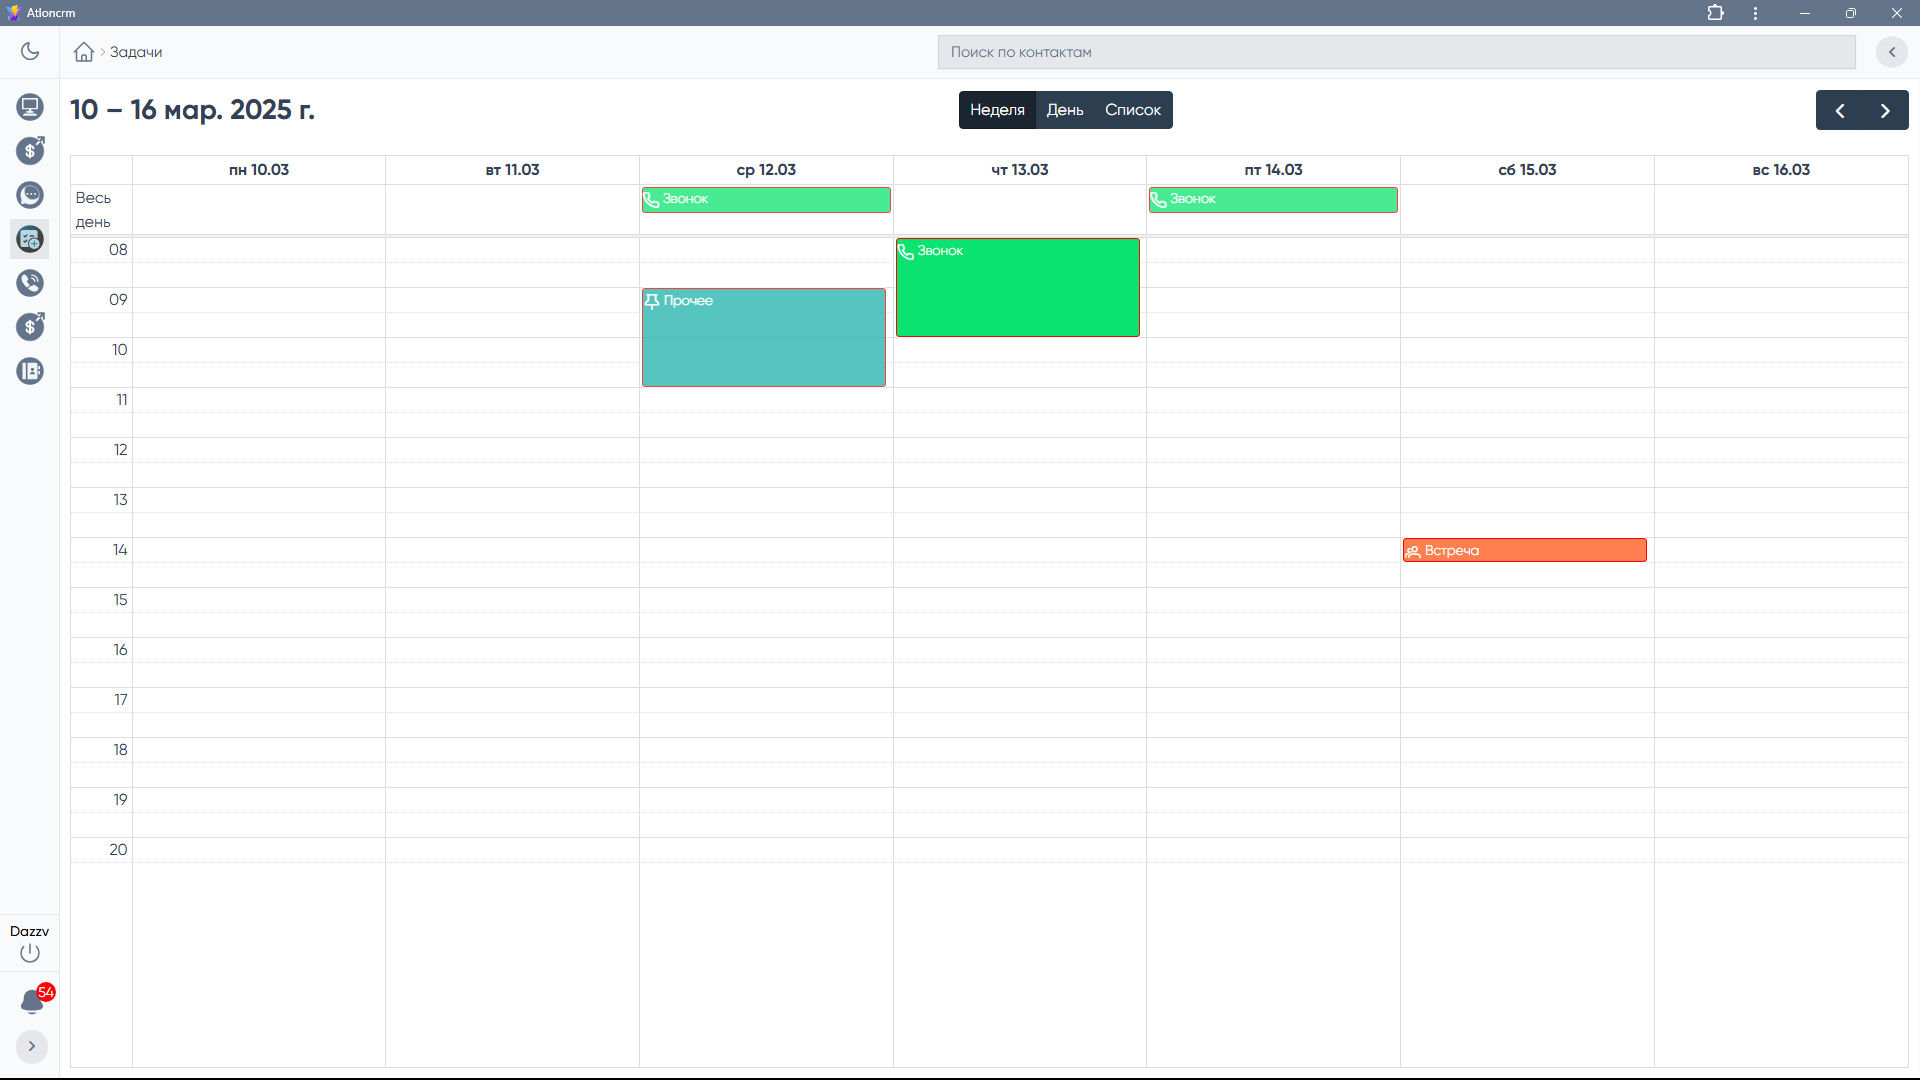 Atloncrm
Задачи
Поиск по контактам
10 – 16 мар. 2025 г.
Неделя День Список
пн 10.03 вт 11.03 ср 12.03 чт 13.03 пт 14.03 сб 15.03 вс 16.03
Весь
день
Звонок Звонок
08 Звонок
09 Прочее
10
11
12
13
14 Встреча
15
16
17
18
19
20
Dazzv
54